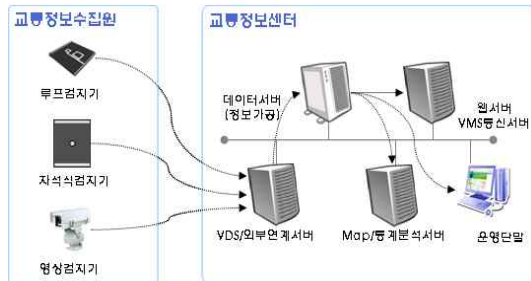 교통정보수집원
교통정보센터
루프검지기
자석식검지기
영상검지기
데이터서버
(정보가공)
웹서버
VMS통신서버
VDS/외부연계서버
Map/통계분석서버
운영단말